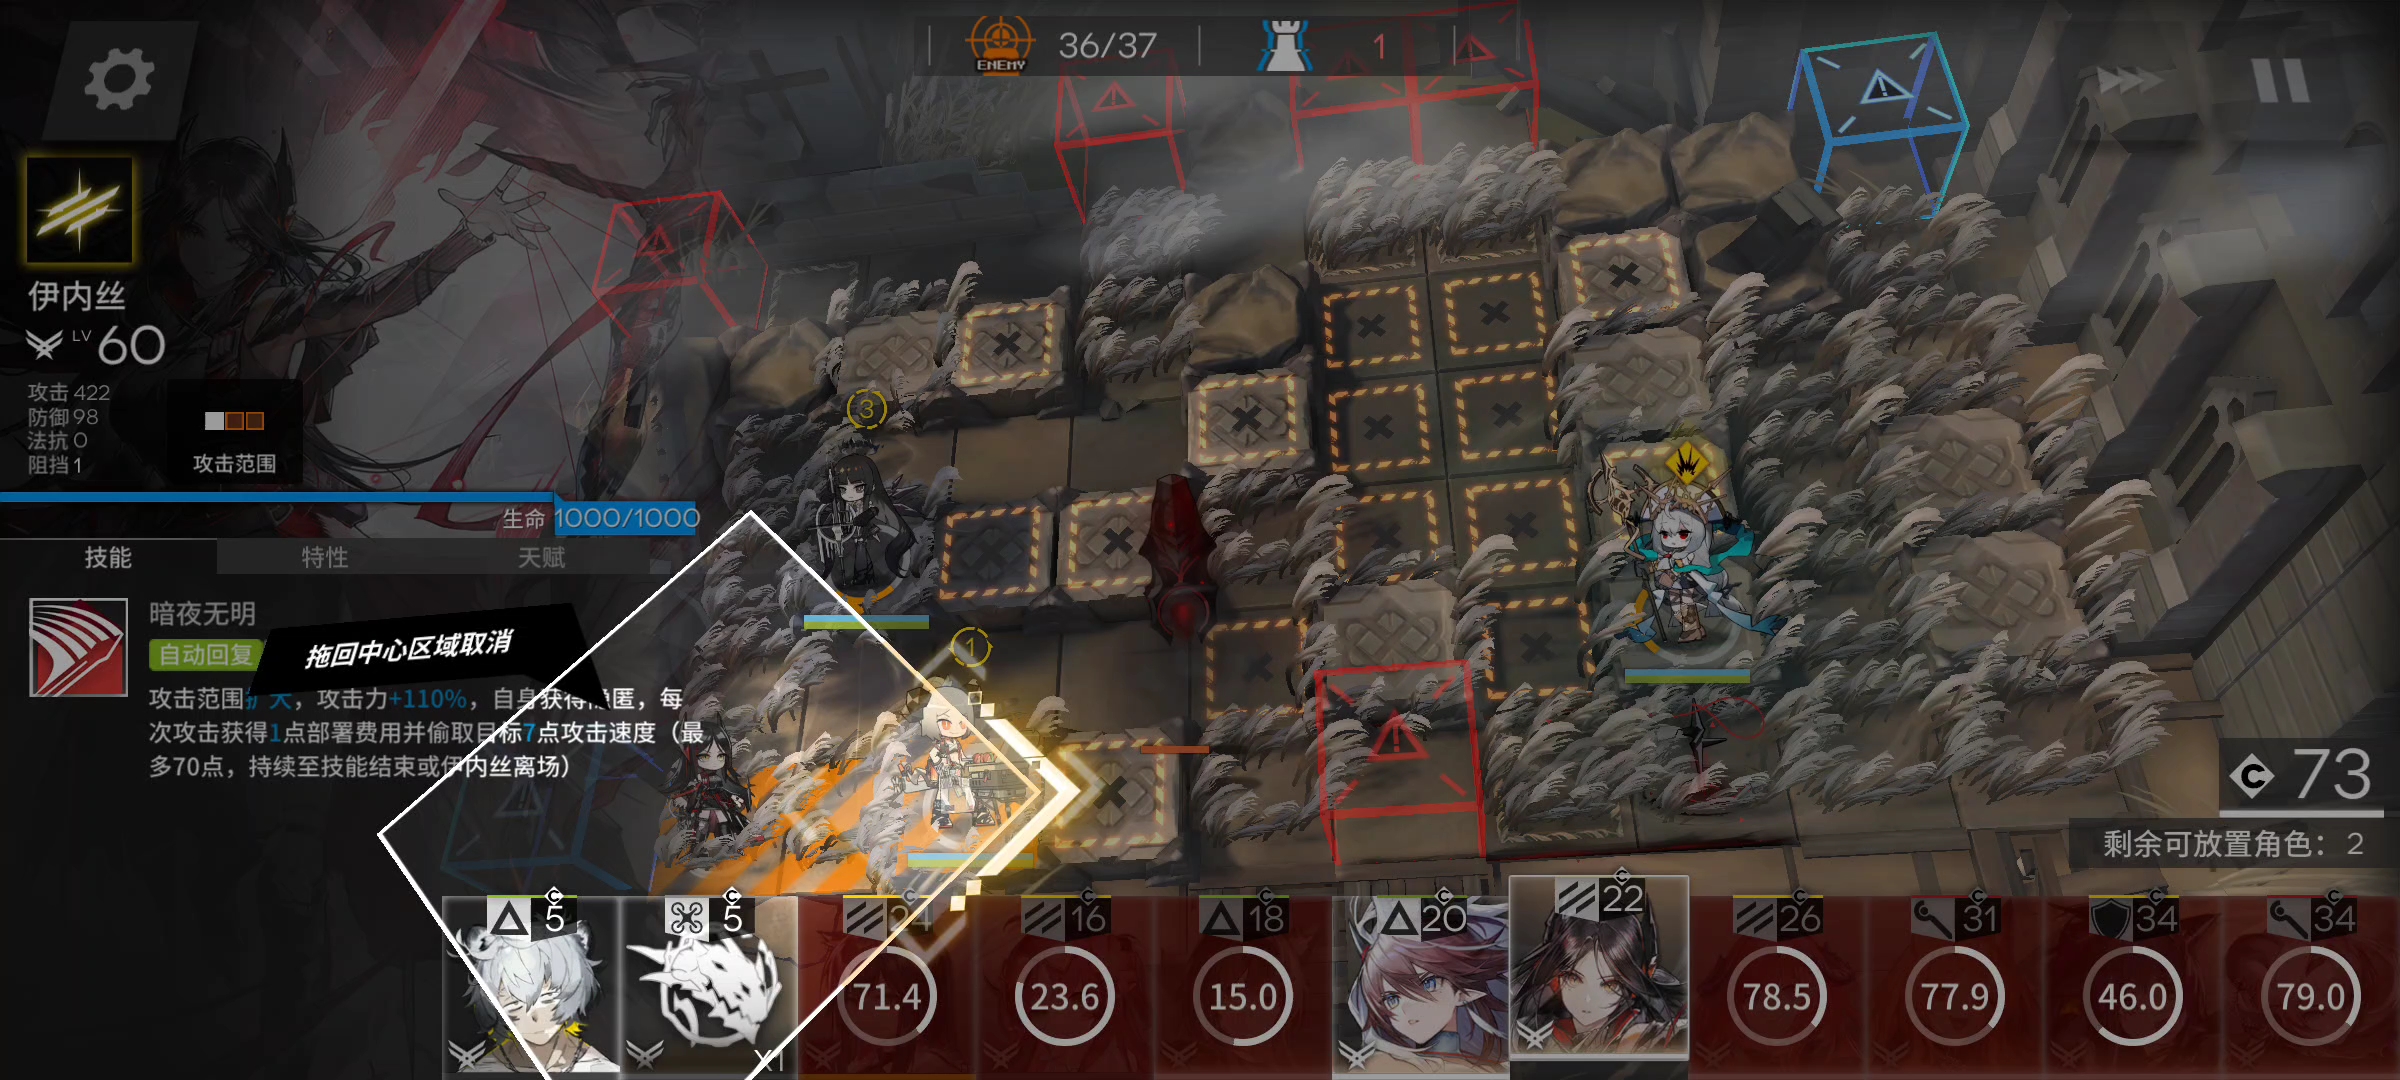 ENEMY
36/37
1
伊内丝
LV 60
攻击 422
防御 98
法抗 0
阻挡 1
攻击范围
生命 1000/1000
技能
特性
天赋
3
1
暗夜无明
自动回复
拖回中心区域取消
攻击范围扩大，攻击力+110%，自身获得隐匿，每
次攻击获得1点部署费用并偷取目标7点攻击速度（最
多70点，持续至技能结束或伊内丝离场）
C 73
剩余可放置角色： 2
5
5
24
16
18
20
22
26
31
34
34
X1
71.4
23.6
15.0
78.5
77.9
46.0
79.0